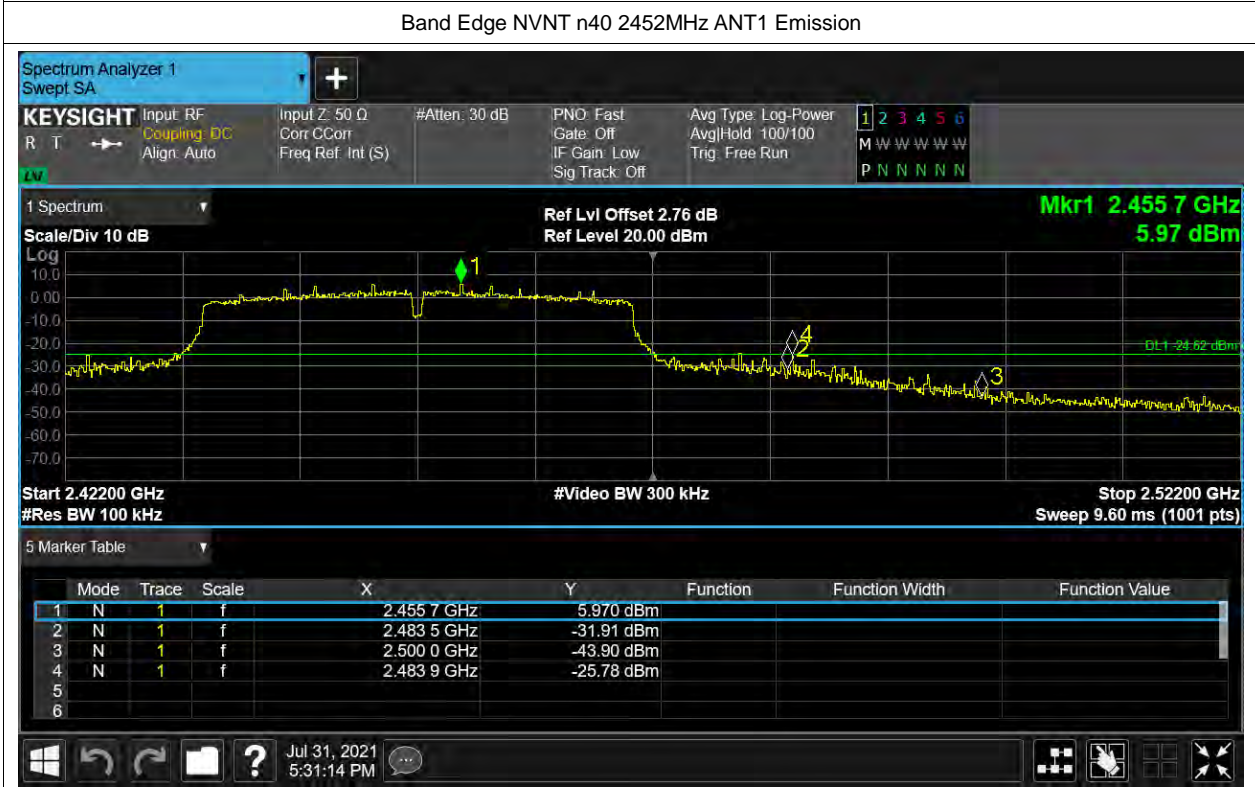 Band Edge NVNT n40 2452MHz ANT1 Emission
Spectrum Analyzer 1
Swept SA
+
KEYSIGHT
R T
Input: RF
Coupling: DC
Align: Auto
Input Z: 50 Ω
Corr CCorr
Freq Ref: Int (S)
#Atten: 30 dB
PNO: Fast
Gate: Off
IF Gain: Low
Sig Track: Off
Avg Type: Log-Power
Avg|Hold: 100/100
Trig: Free Run
1 2 3 4 5 6
M W W W W W
P N N N N N
1 Spectrum
Scale/Div 10 dB
Ref Lvl Offset 2.76 dB
Ref Level 20.00 dBm
Mkr1 2.455 7 GHz
5.97 dBm
Log
10.0
0.00
-10.0
-20.0
-30.0
-40.0
-50.0
-60.0
-70.0
1
4
2
3
DL1 -24.62 dBm
Start 2.42200 GHz
#Video BW 300 kHz
Stop 2.52200 GHz
#Res BW 100 kHz
Sweep 9.60 ms (1001 pts)
5 Marker Table
Mode Trace Scale X Y Function Function Width Function Value
1 N 1 f 2.455 7 GHz 5.970 dBm
2 N 1 f 2.483 5 GHz -31.91 dBm
3 N 1 f 2.500 0 GHz -43.90 dBm
4 N 1 f 2.483 9 GHz -25.78 dBm
5
6
?
Jul 31, 2021
5:31:14 PM